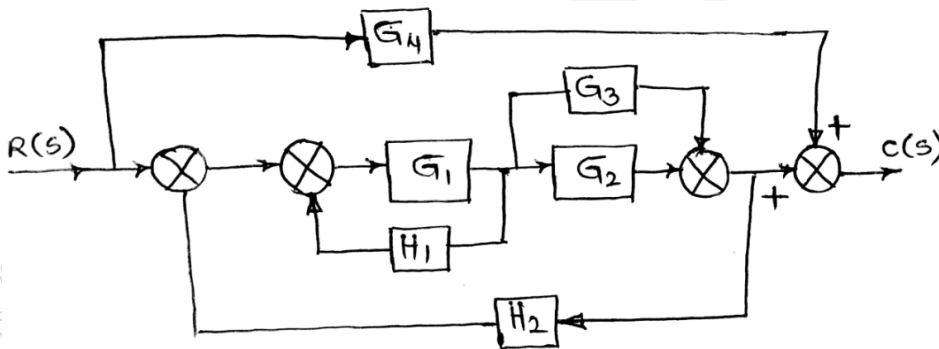 G4
G3
R(S)
+
C(S)
G1
G2
+
H1
H2